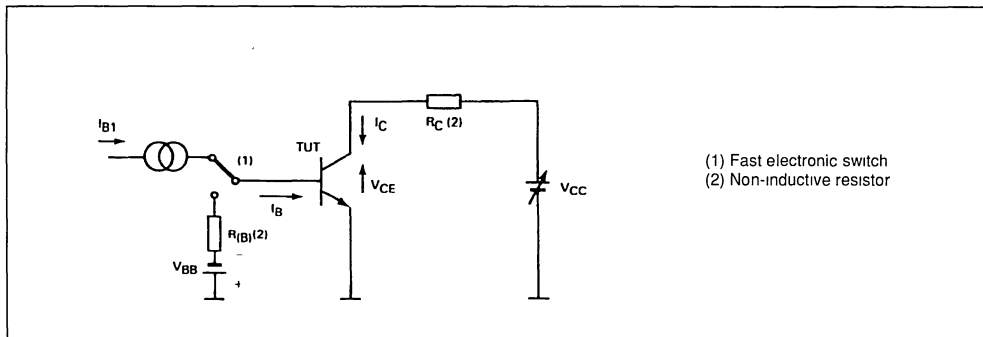 I_B1
(1)
TUT
I_C
R_C (2)
I_B
V_CE
V_CC
R_(B) (2)
–
V_BB
+
(1) Fast electronic switch
(2) Non-inductive resistor